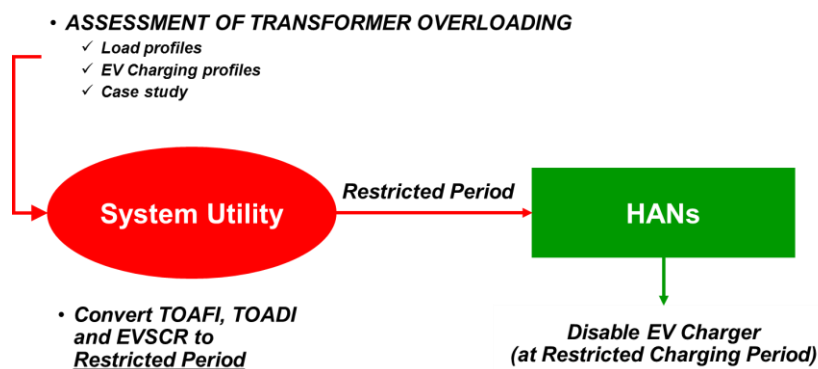 • ASSESSMENT OF TRANSFORMER OVERLOADING
✓ Load profiles
✓ EV Charging profiles
✓ Case study
System Utility
Restricted Period
HANs
• Convert TOAFI, TOADI
and EVSCR to
Restricted Period
Disable EV Charger
(at Restricted Charging Period)